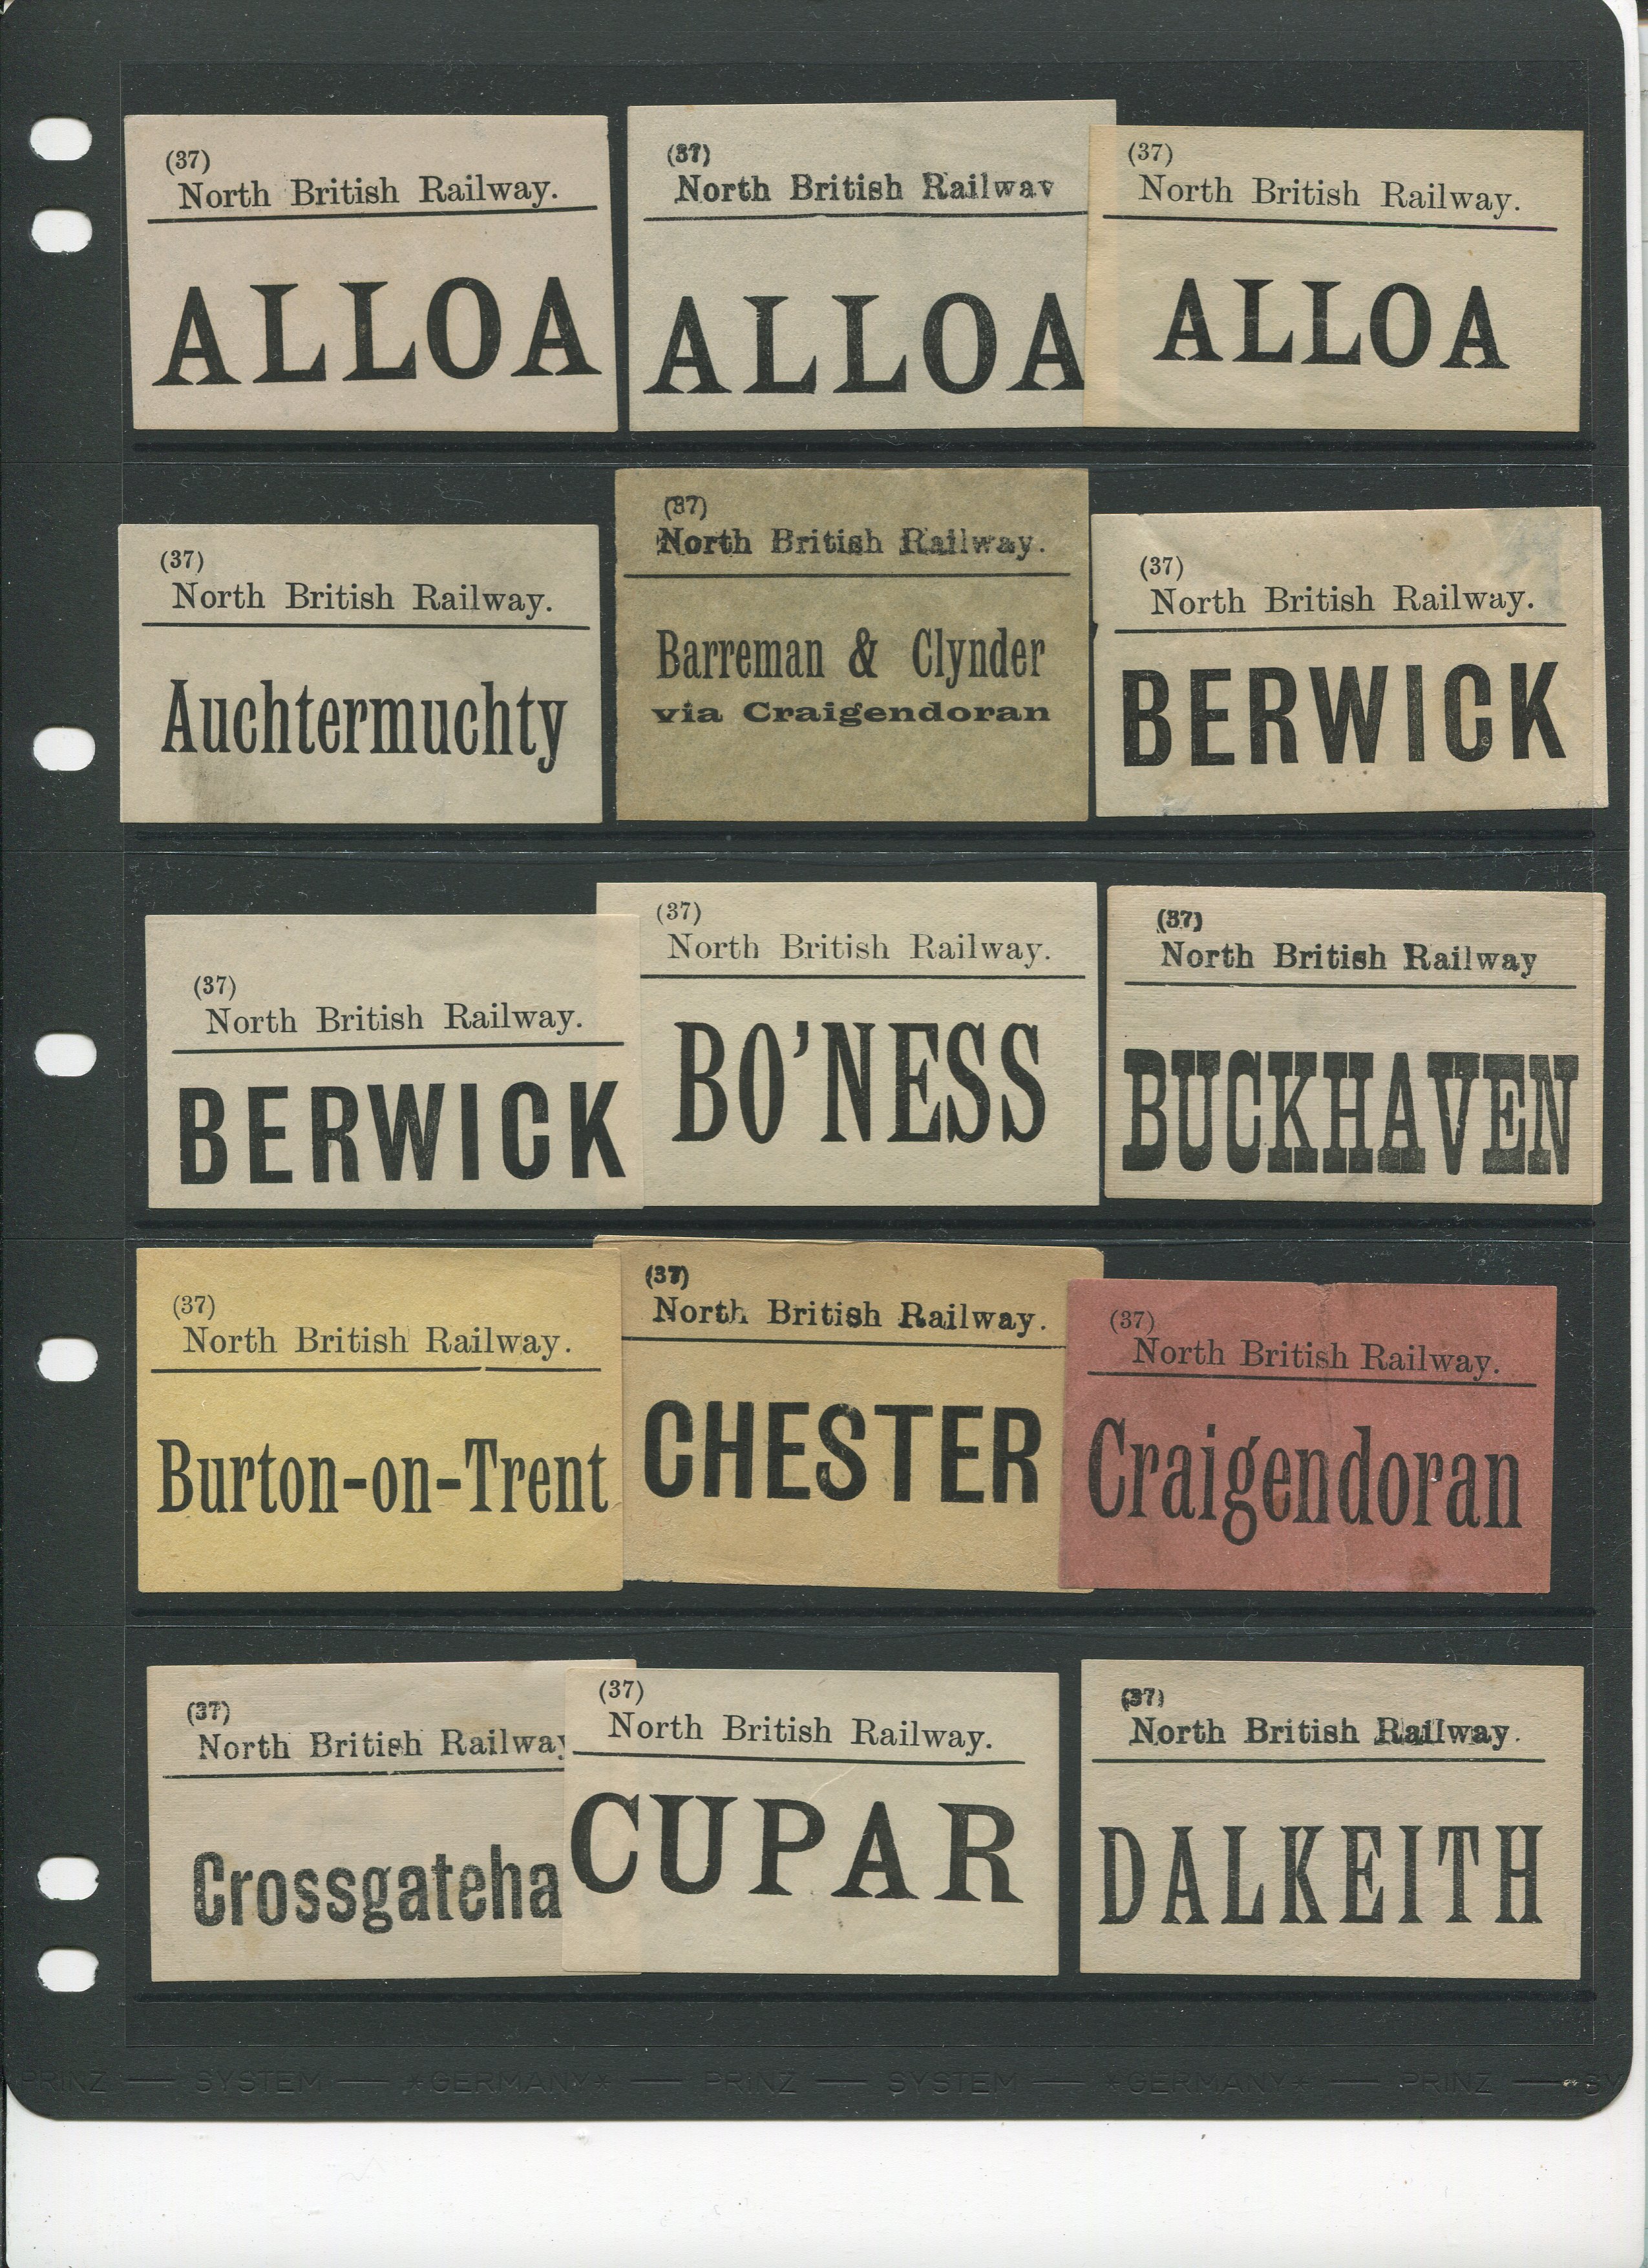 (37)
North British Railway.
ALLOA
(37)
North British Railway
ALLOA
(37)
North British Railway.
ALLOA
(37)
North British Railway.
Auchtermuchty
(37)
North British Railway.
Barreman & Clynder
via Craigendoran
(37)
North British Railway.
BERWICK
(37)
North British Railway.
BERWICK
(37)
North British Railway.
BO'NESS
(37)
North British Railway
BUCKHAVEN
(37)
North British Railway.
Burton-on-Trent
(37)
North British Railway.
CHESTER
(37)
North British Railway.
Craigendoran
(37)
North British Railway
Crossgateha
(37)
North British Railway.
CUPAR
(37)
North British Railway.
DALKEITH
PRINZ — SYSTEM — *GERMANY* — PRINZ — SYSTEM — *GERMANY* — PRINZ — SY